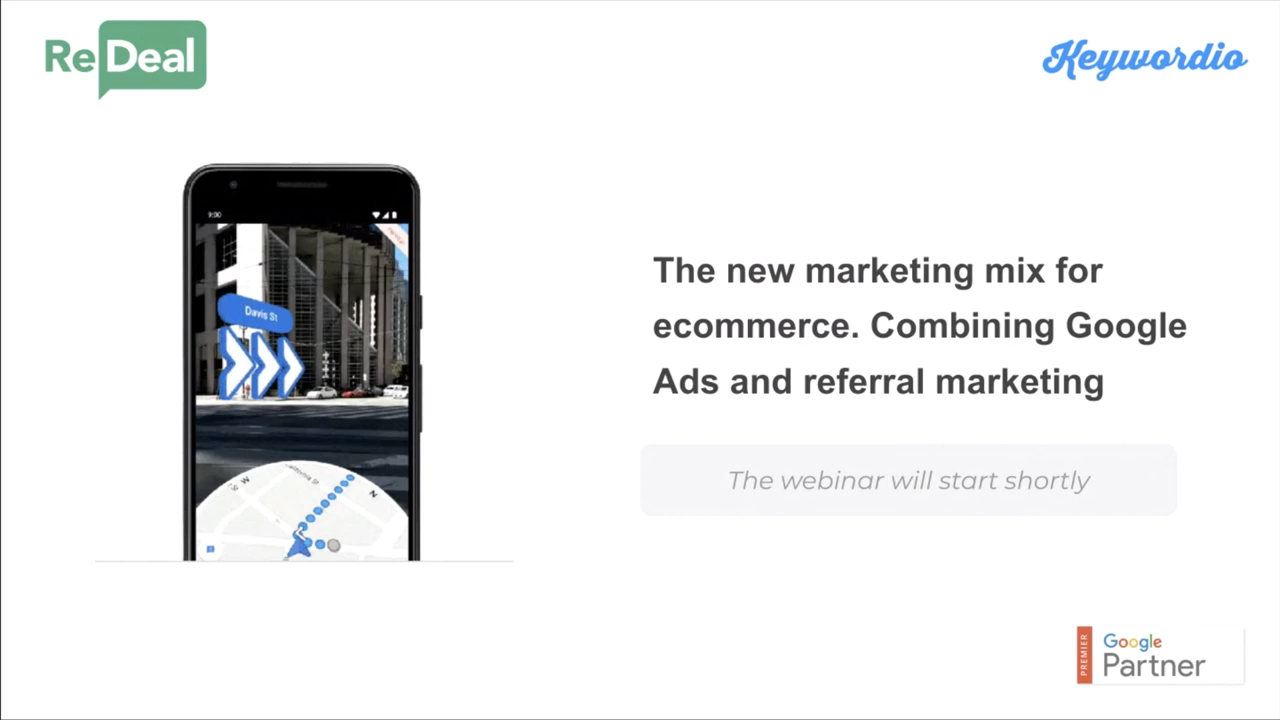 ReDeal
Keywordio
9:00
Davis St
The new marketing mix for
ecommerce. Combining Google
Ads and referral marketing
The webinar will start shortly
W
N
PREMIER
Google
Partner